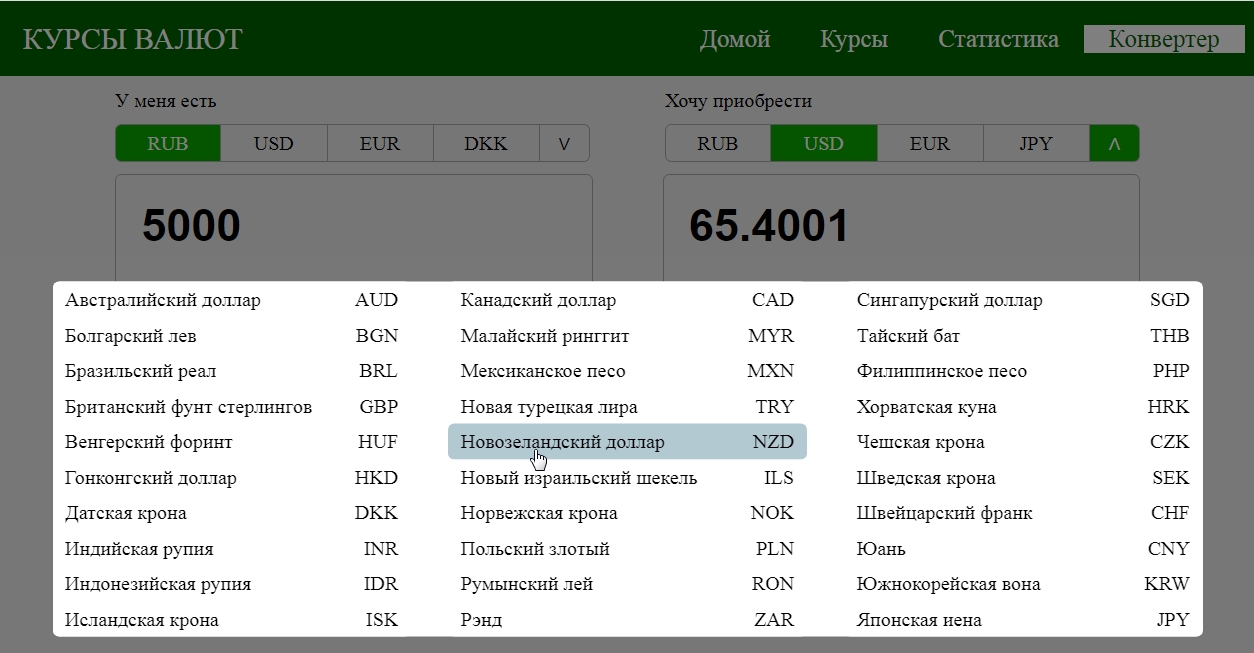 КУРСЫ ВАЛЮТ Домой Курсы Статистика Конвертер
У меня есть Хочу приобрести
RUB USD EUR DKK V RUB USD EUR JPY Λ
5000 65.4001
Австралийский доллар AUD Канадский доллар CAD Сингапурский доллар SGD
Болгарский лев BGN Малайский ринггит MYR Тайский бат THB
Бразильский реал BRL Мексиканское песо MXN Филиппинское песо PHP
Британский фунт стерлингов GBP Новая турецкая лира TRY Хорватская куна HRK
Венгерский форинт HUF Новозеландский доллар NZD Чешская крона CZK
Гонконгский доллар HKD Новый израильский шекель ILS Шведская крона SEK
Датская крона DKK Норвежская крона NOK Швейцарский франк CHF
Индийская рупия INR Польский злотый PLN Юань CNY
Индонезийская рупия IDR Румынский лей RON Южнокорейская вона KRW
Исландская крона ISK Рэнд ZAR Японская иена JPY